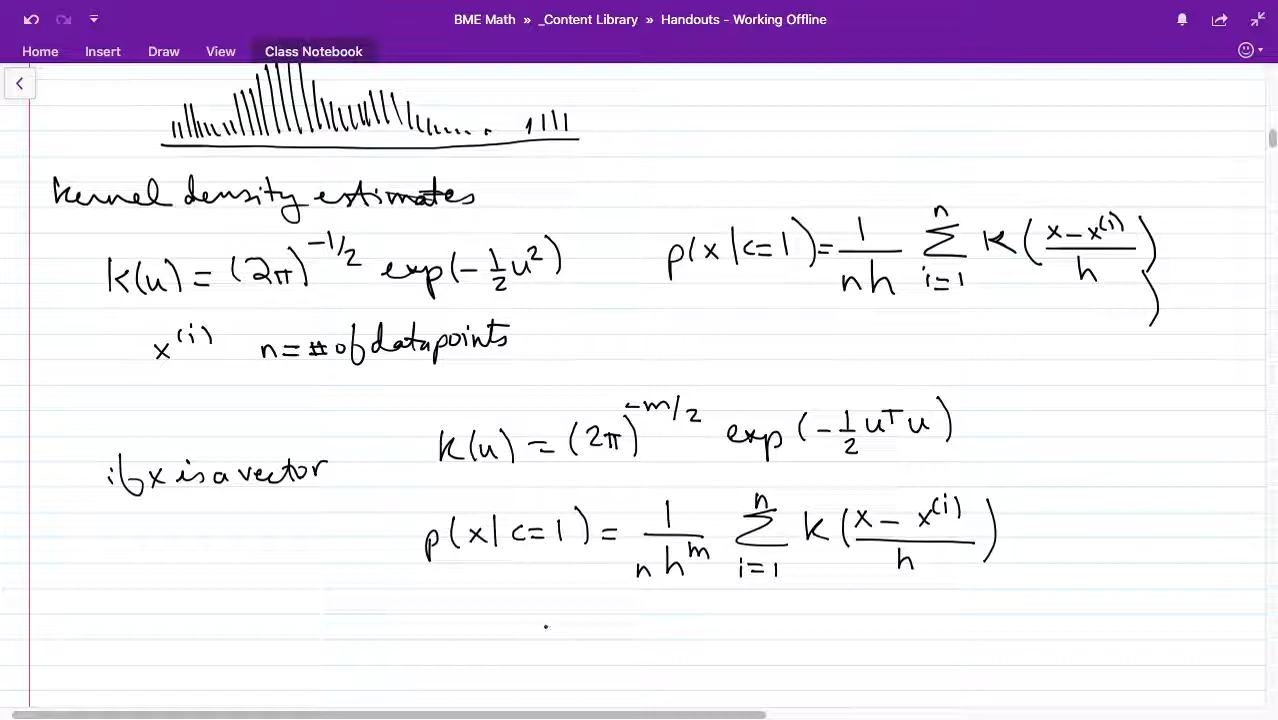 BME Math » _Content Library » Handouts - Working Offline
Home Insert Draw View Class Notebook
kernel density estimates
k(u) = (2π)^{-1/2} exp(-½u²)
p(x|c=1) = 1/(nh) Σ_{i=1}^{n} K((x-x^{(i)})/h)
x^{(i)} n = # of datapoints
k(u) = (2π)^{-m/2} exp(-½uᵀu)
if x is a vector
p(x|c=1) = 1/(nh^m) Σ_{i=1}^{n} k((x-x^{(i)})/h)